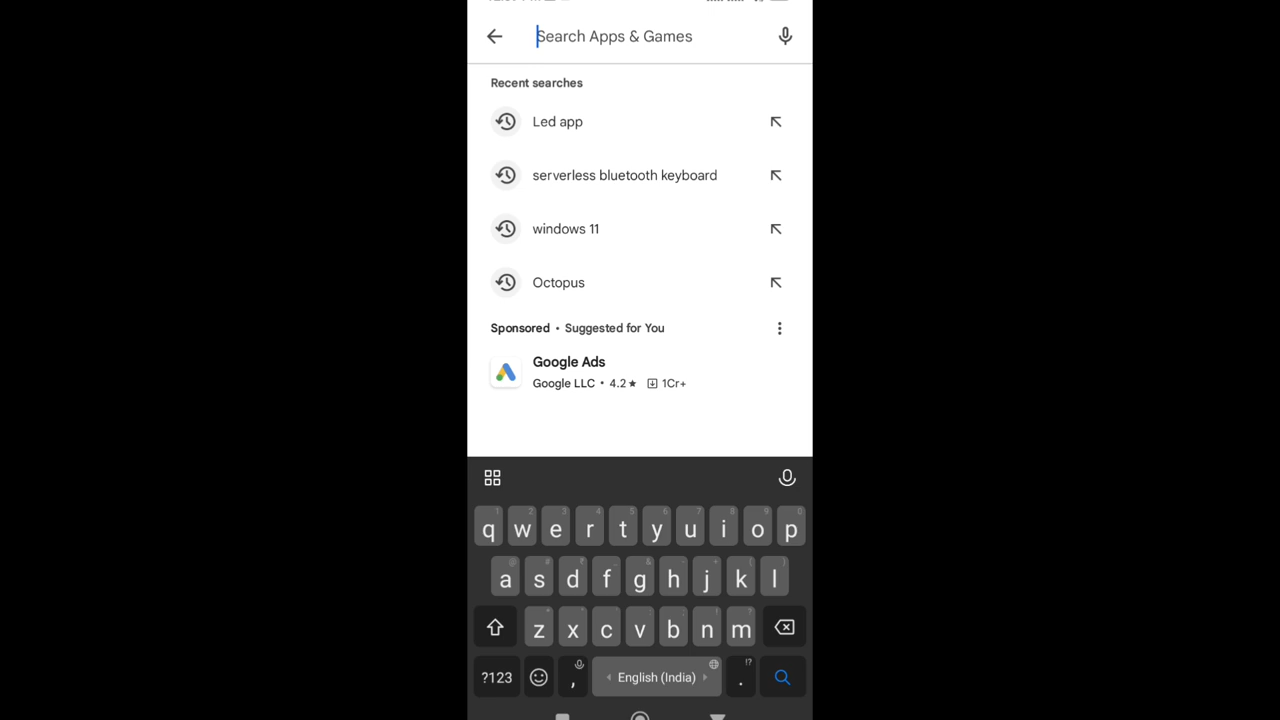 Search Apps & Games
Recent searches
Led app
serverless bluetooth keyboard
windows 11
Octopus
Sponsored • Suggested for You
Google Ads
Google LLC • 4.2★ 1Cr+
q w e r t y u i o p
a s d f g h j k l
z x c v b n m
?123 , English (India) .